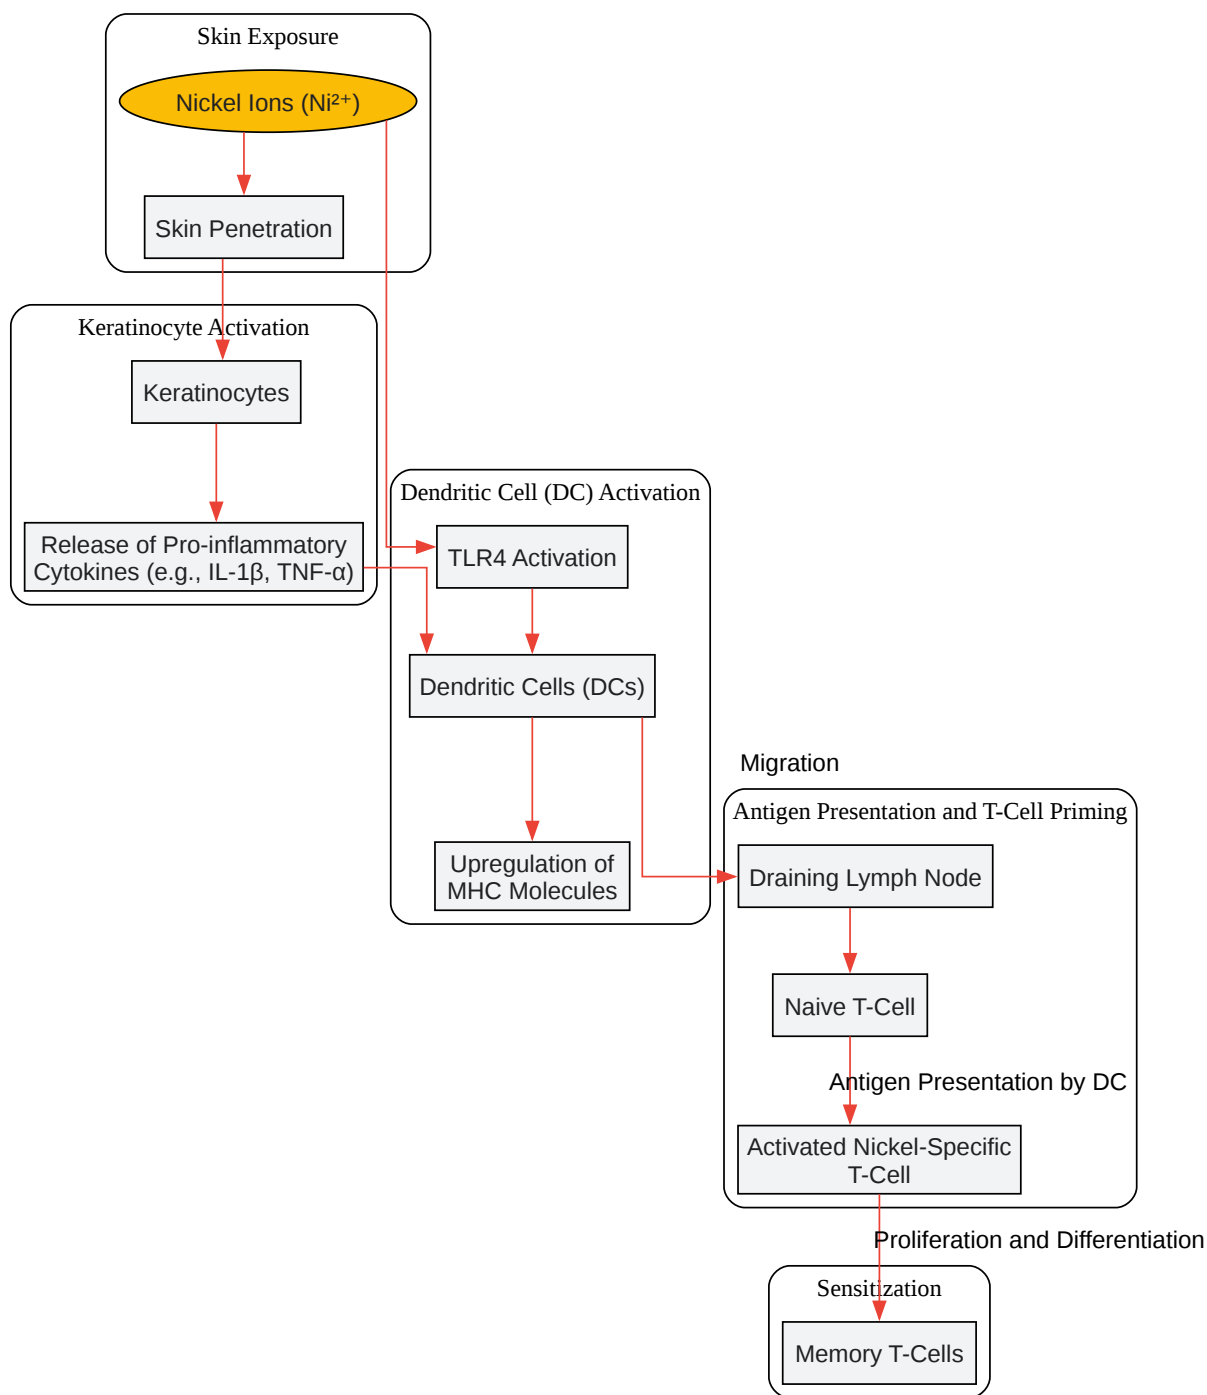 Skin Exposure
Nickel Ions (Ni²⁺)
Skin Penetration
Keratinocyte Activation
Keratinocytes
Release of Pro-inflammatory
Cytokines (e.g., IL-1β, TNF-α)
Dendritic Cell (DC) Activation
TLR4 Activation
Dendritic Cells (DCs)
Upregulation of
MHC Molecules
Migration
Antigen Presentation and T-Cell Priming
Draining Lymph Node
Naive T-Cell
Antigen Presentation by DC
Activated Nickel-Specific
T-Cell
Proliferation and Differentiation
Sensitization
Memory T-Cells